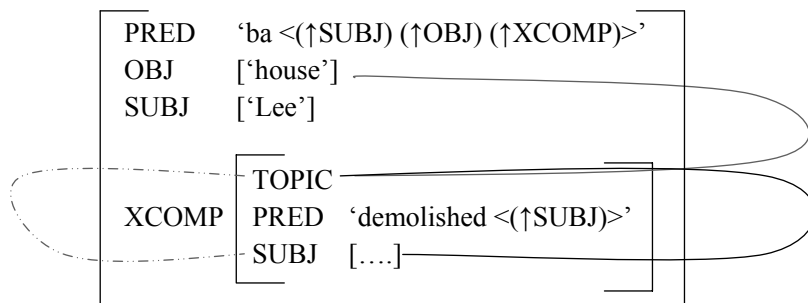 PRED ‘ba <(↑SUBJ) (↑OBJ) (↑XCOMP)>’
OBJ [‘house’]
SUBJ [‘Lee’]
TOPIC
XCOMP PRED ‘demolished <(↑SUBJ)>’
SUBJ [….]